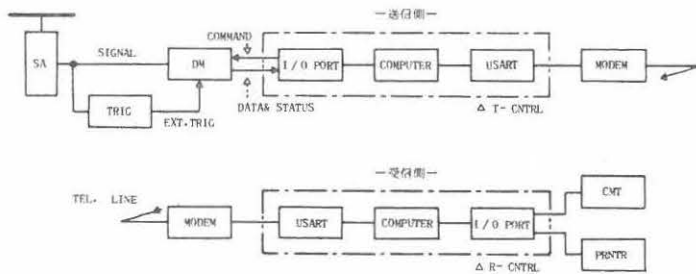 ―送信側―
COMMAND
SIGNAL
SA
DM
I/O PORT
COMPUTER
USART
MODEM
TRIG
EXT.TRIG
DATA& STATUS
△ T- CNTRL
―受信側―
TEL. LINE
MODEM
USART
COMPUTER
I/O PORT
CMT
PRNTR
△ R- CNTRL